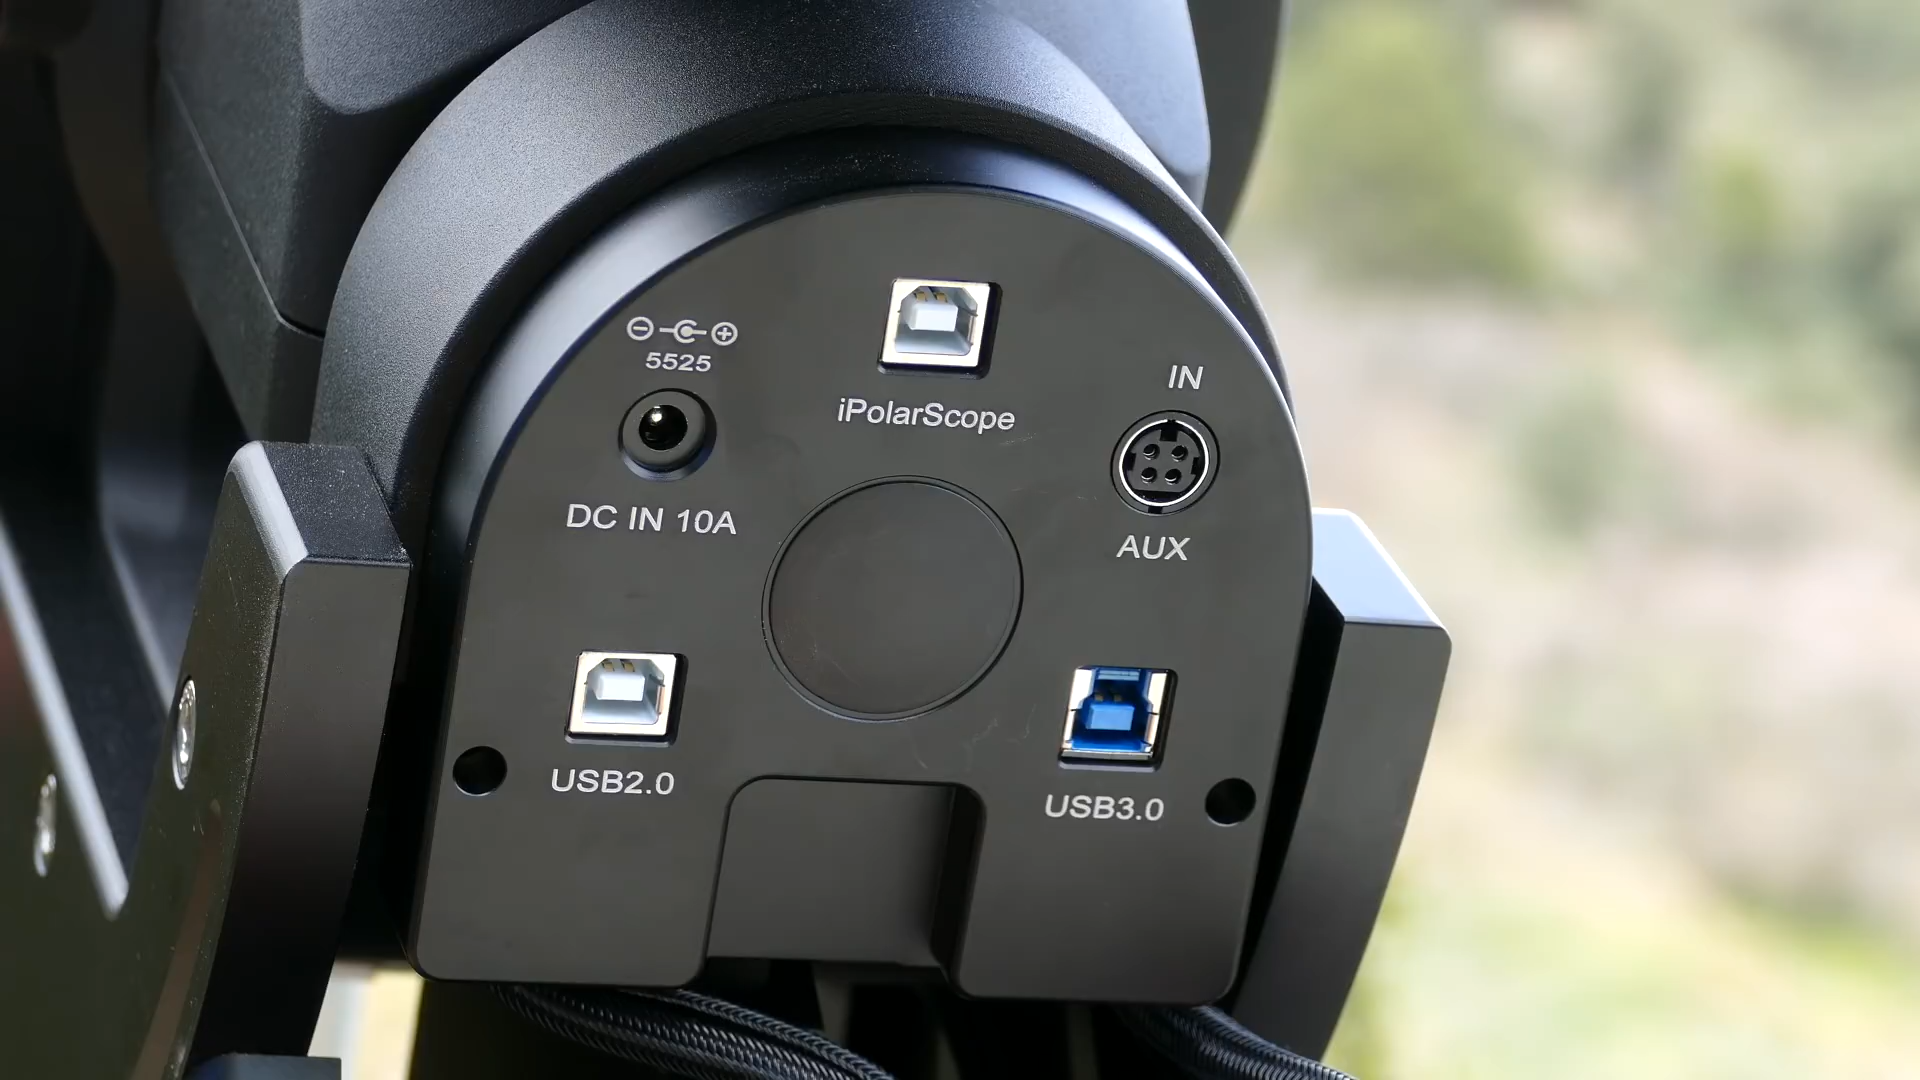 5525
iPolarScope
IN
DC IN 10A
AUX
USB2.0
USB3.0